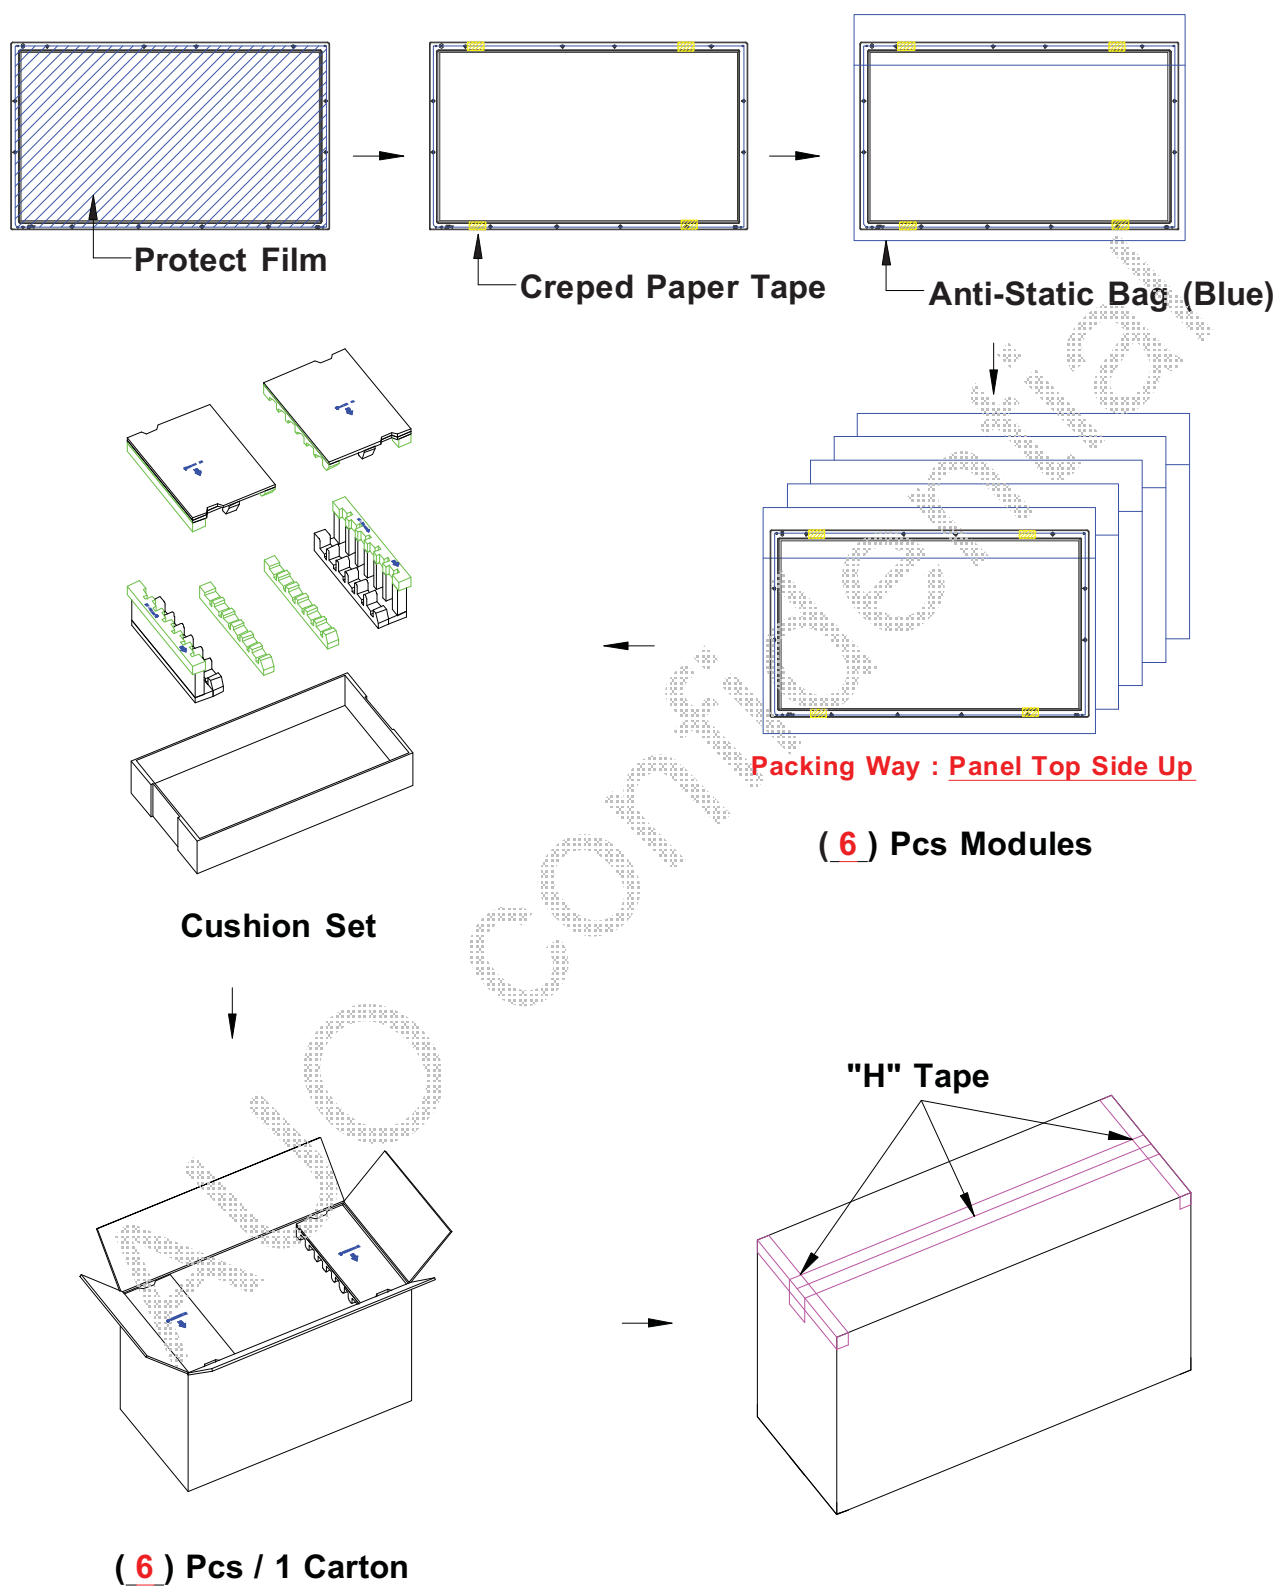 Protect Film
Creped Paper Tape
Anti-Static Bag (Blue)
Packing Way : Panel Top Side Up
( 6 ) Pcs Modules
Cushion Set
"H" Tape
( 6 ) Pcs / 1 Carton
AUO confidential